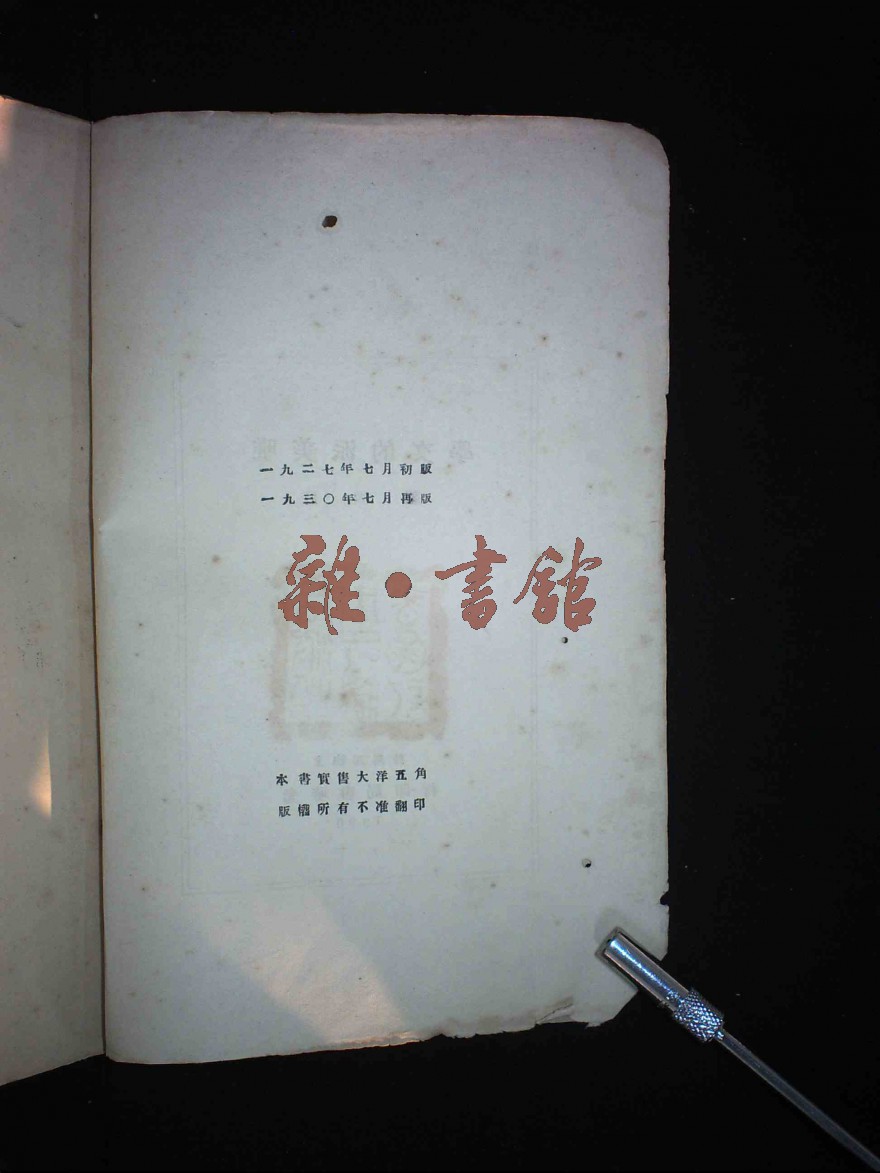 一九二七年七月初版
一九三〇年七月再版
雜·書館
本書實售大洋五角
版權所有不准翻印